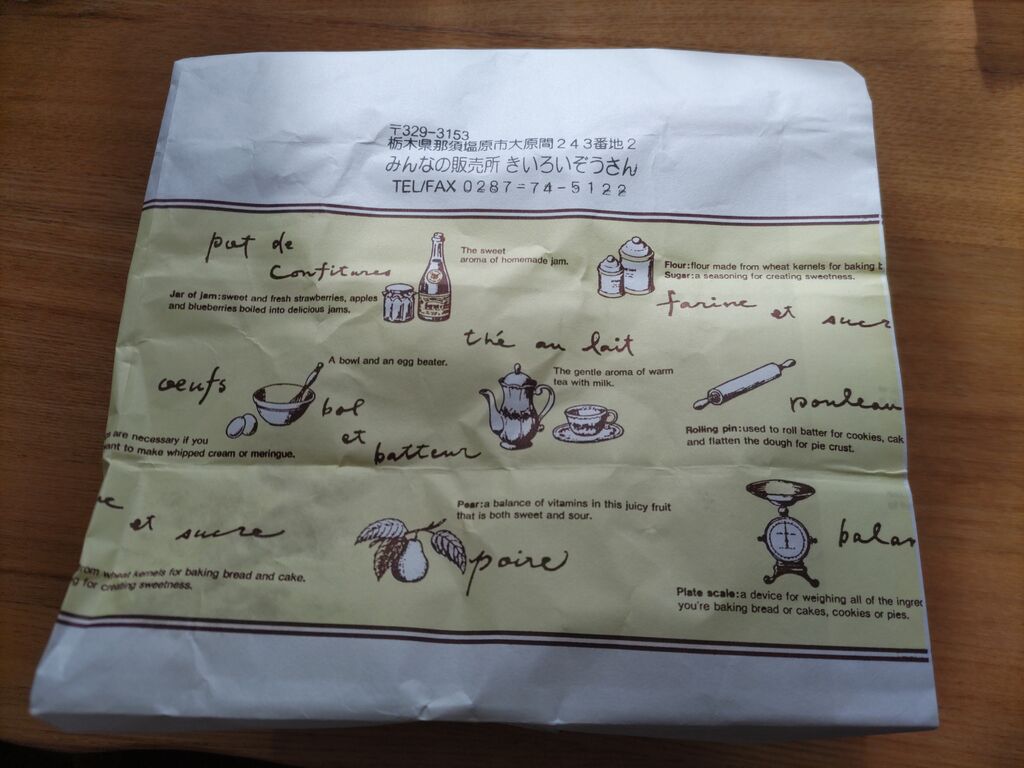 〒329-3153
栃木県那須塩原市大原間243番地2
みんなの販売所 きいろいぞうさん
TEL/FAX 0287-74-5122
pot de
confitures
The sweet
aroma of homemade jam.
Jar of jam:sweet and fresh strawberries, apples
and blueberries boiled into delicious jams.
Flour:flour made from wheat kernels for baking b
Sugar:a seasoning for creating sweetness.
farine et sucr
thé au lait
The gentle aroma of warm
tea with milk.
A bowl and an egg beater.
oeufs
bol
et
batteur
are necessary if you
ant to make whipped cream or meringue.
rouleau
Rolling pin:used to roll batter for cookies, cak
and flatten the dough for pie crust.
et sucre
rom wheat kernels for baking bread and cake.
g for creating sweetness.
Pear:a balance of vitamins in this juicy fruit
that is both sweet and sour.
poire
balan
Plate scale:a device for weighing all of the ingred
you're baking bread or cakes, cookies or pies.